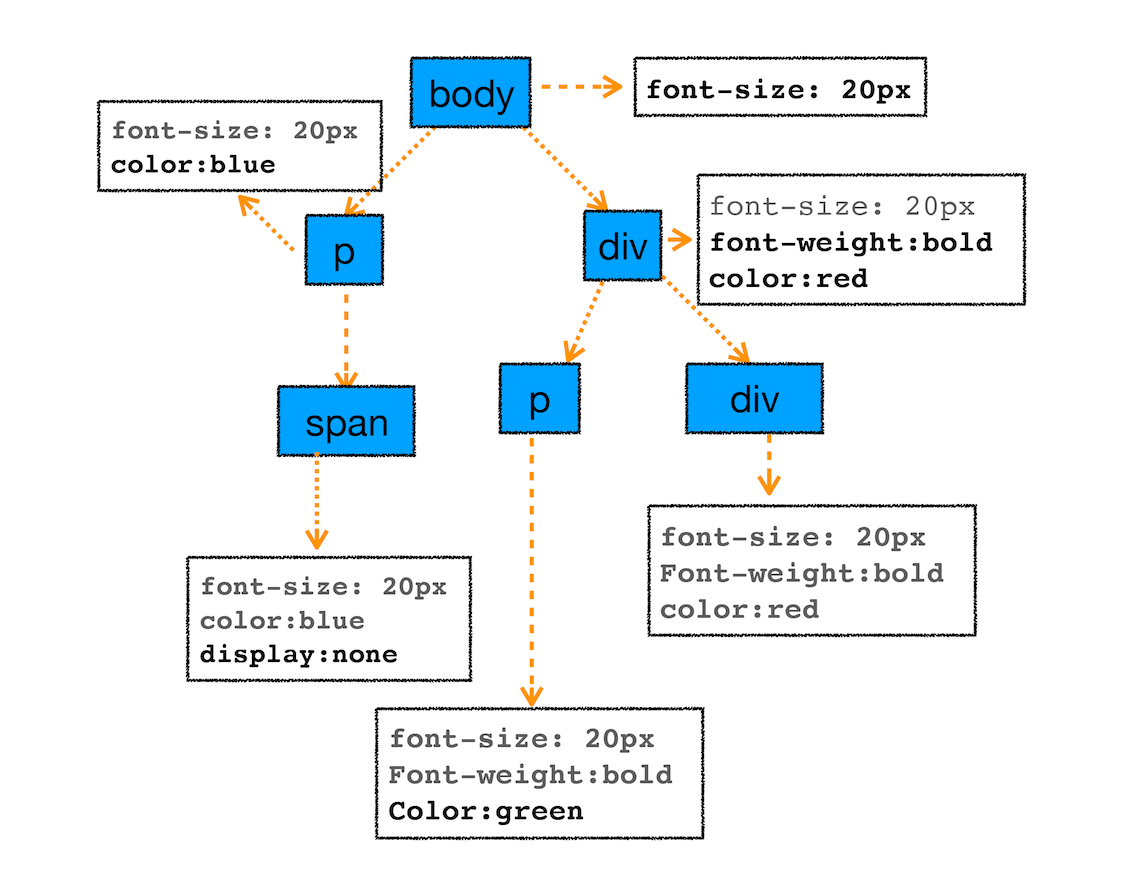 body
font-size: 20px
font-size: 20px
color:blue
font-size: 20px
font-weight:bold
color:red
p
div
p
div
span
font-size: 20px
Font-weight:bold
color:red
font-size: 20px
color:blue
display:none
font-size: 20px
Font-weight:bold
Color:green